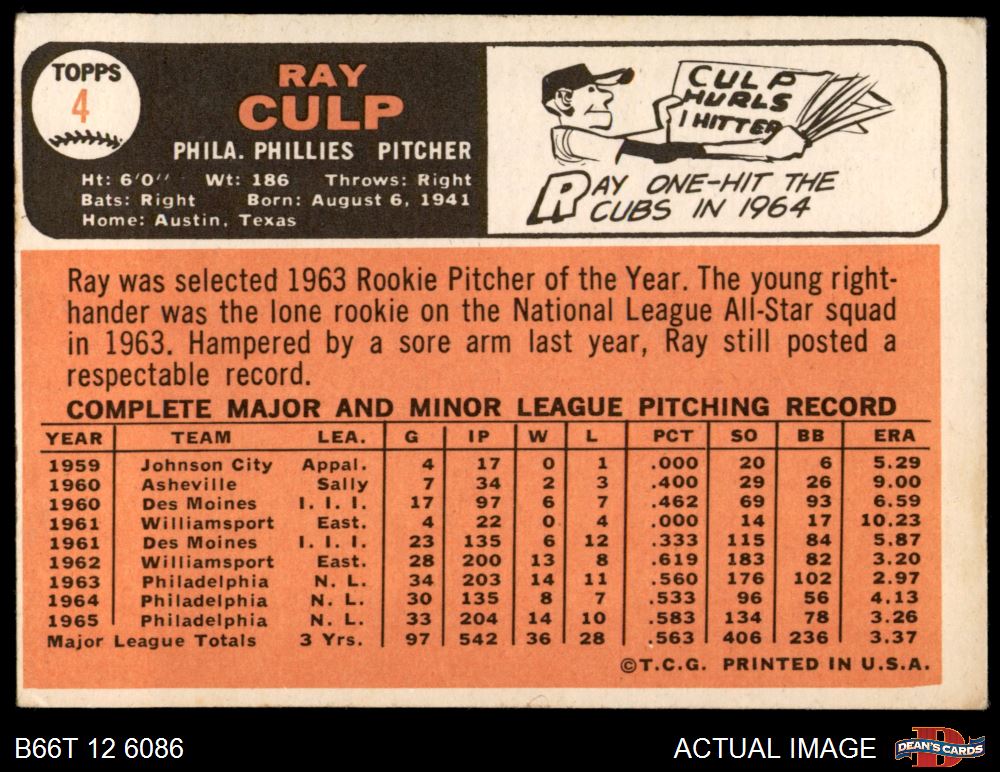 TOPPS
4
RAY
CULP
PHILA. PHILLIES PITCHER
Ht: 6'0" Wt: 186 Throws: Right
Bats: Right Born: August 6, 1941
Home: Austin, Texas
CULP
HURLS
1 HITTER
RAY ONE-HIT THE
CUBS IN 1964
Ray was selected 1963 Rookie Pitcher of the Year. The young right-
hander was the lone rookie on the National League All-Star squad
in 1963. Hampered by a sore arm last year, Ray still posted a
respectable record.
COMPLETE MAJOR AND MINOR LEAGUE PITCHING RECORD
YEAR TEAM LEA. G IP W L PCT SO BB ERA
1959 Johnson City Appal. 4 17 0 1 .000 20 6 5.29
1960 Asheville Sally 7 34 2 3 .400 29 26 9.00
1960 Des Moines I. I. I. 17 97 6 7 .462 69 93 6.59
1961 Williamsport East. 4 22 0 4 .000 14 17 10.23
1961 Des Moines I. I. I. 23 135 6 12 .333 115 84 5.87
1962 Williamsport East. 28 200 13 8 .619 183 82 3.20
1963 Philadelphia N. L. 34 203 14 11 .560 176 102 2.97
1964 Philadelphia N. L. 30 135 8 7 .533 96 56 4.13
1965 Philadelphia N. L. 33 204 14 10 .583 134 78 3.26
Major League Totals 3 Yrs. 97 542 36 28 .563 406 236 3.37
©T.C.G. PRINTED IN U.S.A.
B66T 12 6086
ACTUAL IMAGE
DEAN'S CARDS